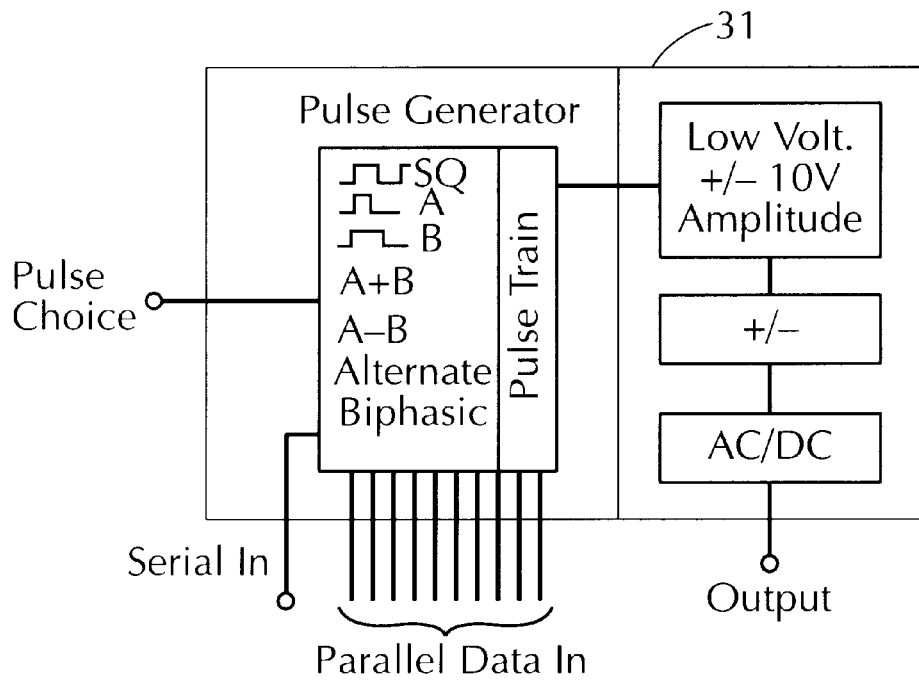 31
Pulse Generator
SQ
A
B
A+B
A–B
Alternate
Biphasic
Pulse Train
Low Volt.
+/– 10V
Amplitude
+/–
AC/DC
Pulse
Choice
Serial In
Parallel Data In
Output